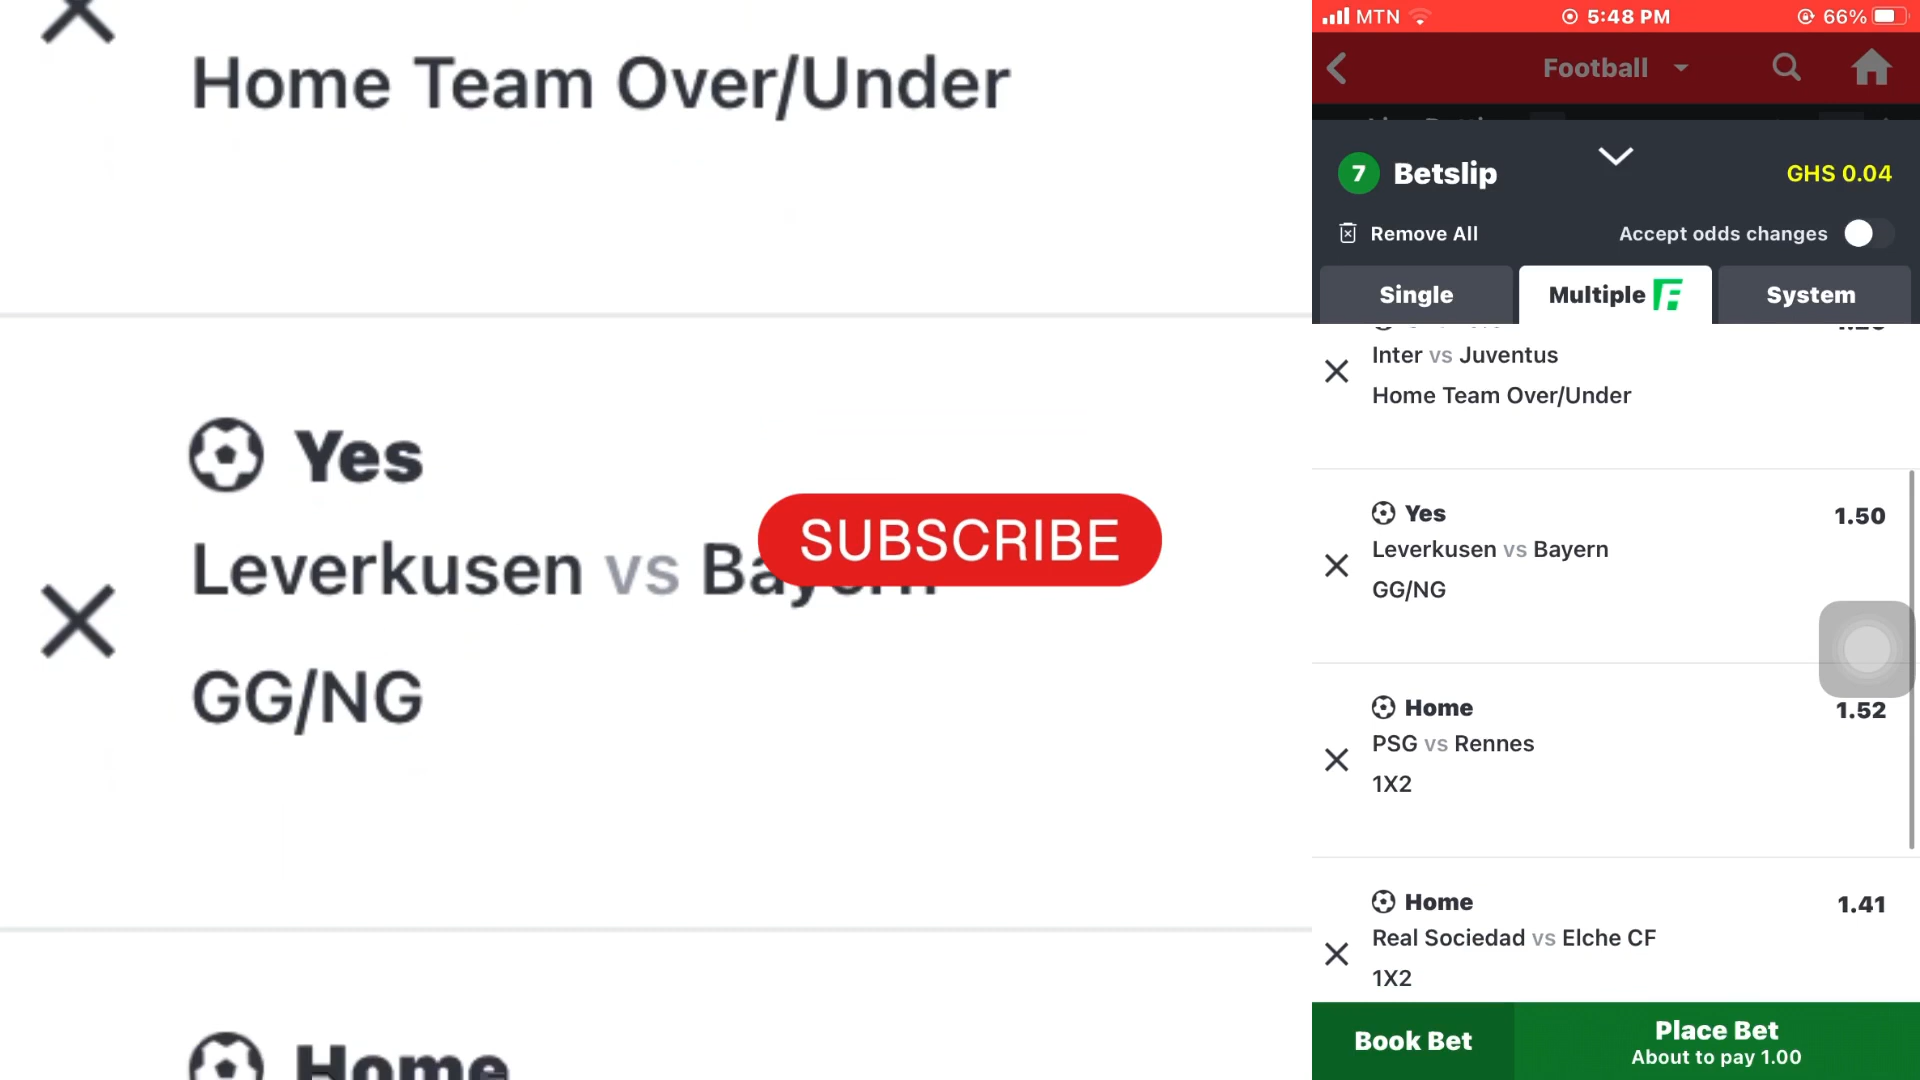 Home Team Over/Under
Yes
Leverkusen vs
GG/NG
Home
SUBSCRIBE
MTN
5:48 PM
66%
Football
7 Betslip
GHS 0.04
Remove All
Accept odds changes
Single
Multiple
System
Inter vs Juventus
Home Team Over/Under
Yes
1.50
Leverkusen vs Bayern
GG/NG
Home
1.52
PSG vs Rennes
1X2
Home
1.41
Real Sociedad vs Elche CF
1X2
Book Bet
Place Bet
About to pay 1.00